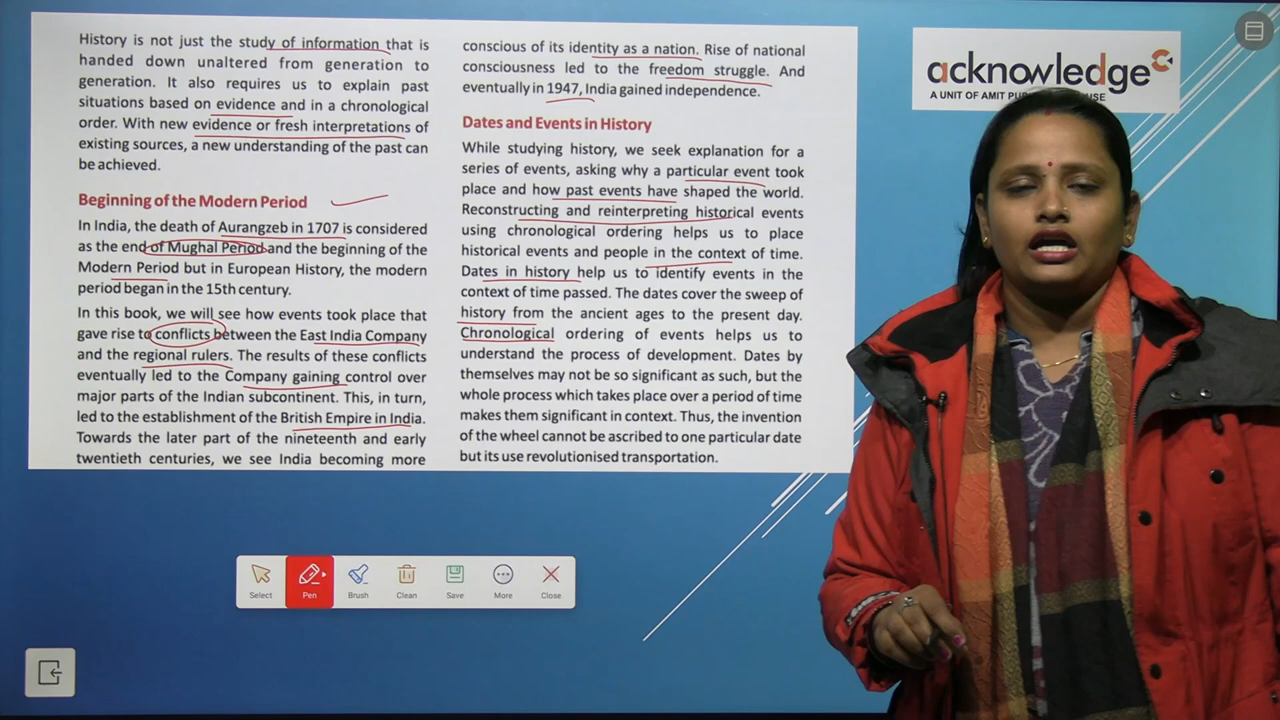 History is not just the study of information that is
handed down unaltered from generation to
generation. It also requires us to explain past
situations based on evidence and in a chronological
order. With new evidence or fresh interpretations of
existing sources, a new understanding of the past can
be achieved.
Beginning of the Modern Period
In India, the death of Aurangzeb in 1707 is considered
as the end of Mughal Period and the beginning of the
Modern Period but in European History, the modern
period began in the 15th century.
In this book, we will see how events took place that
gave rise to conflicts between the East India Company
and the regional rulers. The results of these conflicts
eventually led to the Company gaining control over
major parts of the Indian subcontinent. This, in turn,
led to the establishment of the British Empire in India.
Towards the later part of the nineteenth and early
twentieth centuries, we see India becoming more
conscious of its identity as a nation. Rise of national
consciousness led to the freedom struggle. And
eventually in 1947, India gained independence.
Dates and Events in History
While studying history, we seek explanation for a
series of events, asking why a particular event took
place and how past events have shaped the world.
Reconstructing and reinterpreting historical events
using chronological ordering helps us to place
historical events and people in the context of time.
Dates in history help us to identify events in the
context of time passed. The dates cover the sweep of
history from the ancient ages to the present day.
Chronological ordering of events helps us to
understand the process of development. Dates by
themselves may not be so significant as such, but the
whole process which takes place over a period of time
makes them significant in context. Thus, the invention
of the wheel cannot be ascribed to one particular date
but its use revolutionised transportation.
acknowledge
A UNIT OF AMIT
Select
Pen
Brush
Clean
Save
More
Close